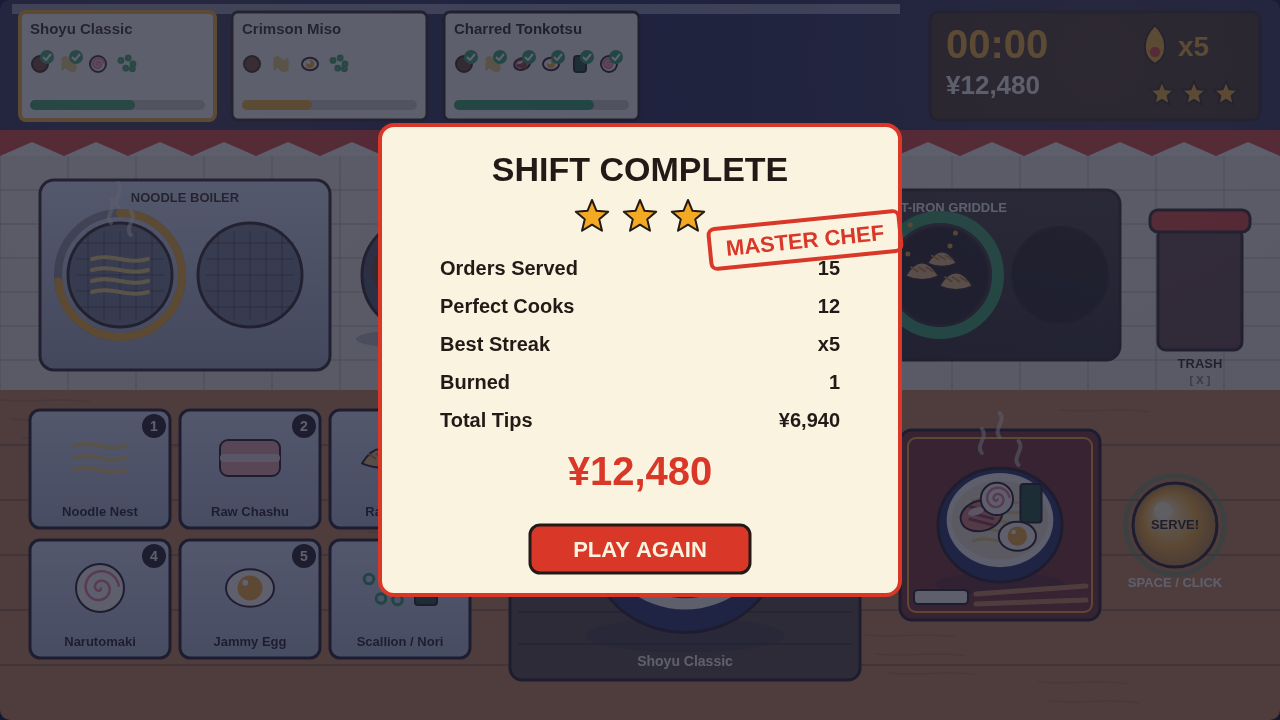 Shoyu Classic
Crimson Miso
Charred Tonkotsu
00:00
x5
¥12,480
NOODLE BOILER
T-IRON GRIDDLE
TRASH
[ X ]
SHIFT COMPLETE
MASTER CHEF
Orders Served 15
Perfect Cooks 12
Best Streak x5
Burned 1
Total Tips ¥6,940
¥12,480
PLAY AGAIN
1
Noodle Nest
2
Raw Chashu
Ra
4
Narutomaki
5
Jammy Egg
Scallion / Nori
Shoyu Classic
SERVE!
SPACE / CLICK